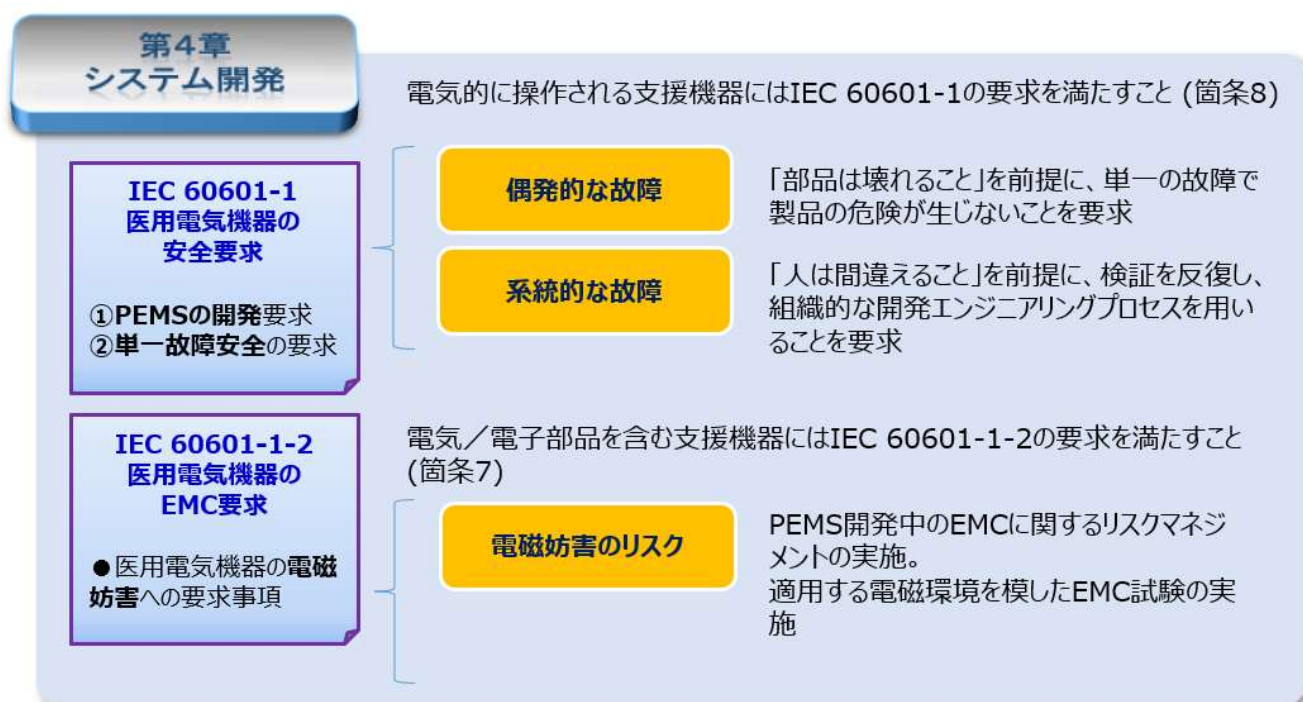 第4章
システム開発
電気的に操作される支援機器にはIEC 60601-1の要求を満たすこと (箇条8)
IEC 60601-1
医用電気機器の
安全要求
①PEMSの開発要求
②単一故障安全の要求
偶発的な故障
「部品は壊れること」を前提に、単一の故障で
製品の危険が生じないことを要求
系統的な故障
「人は間違えること」を前提に、検証を反復し、
組織的な開発エンジニアリングプロセスを用い
ることを要求
IEC 60601-1-2
医用電気機器の
EMC要求
●医用電気機器の電磁
妨害への要求事項
電気／電子部品を含む支援機器にはIEC 60601-1-2の要求を満たすこと
(箇条7)
電磁妨害のリスク
PEMS開発中のEMCに関するリスクマネジ
メントの実施。
適用する電磁環境を模したEMC試験の実
施